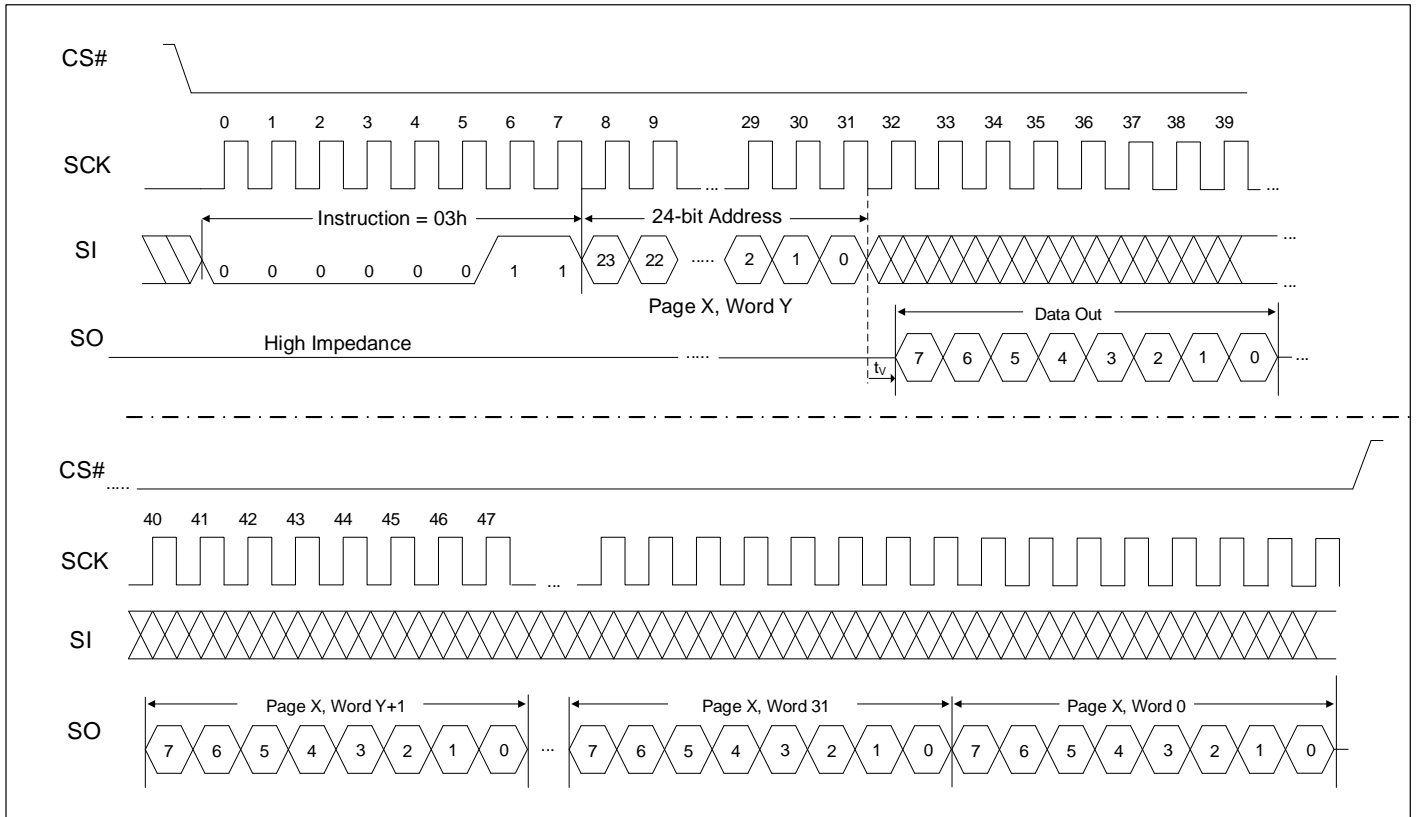 CS#
0 1 2 3 4 5 6 7 8 9 29 30 31 32 33 34 35 36 37 38 39
SCK ... ...
Instruction = 03h 24-bit Address
SI 0 0 0 0 0 0 1 1 23 22 ..... 2 1 0 ... ...
Page X, Word Y Data Out
SO High Impedance ..... 7 6 5 4 3 2 1 0 ...
tV
CS# .....
40 41 42 43 44 45 46 47
SCK ...
SI
Page X, Word Y+1 Page X, Word 31 Page X, Word 0
SO 7 6 5 4 3 2 1 0 ... 7 6 5 4 3 2 1 0 7 6 5 4 3 2 1 0